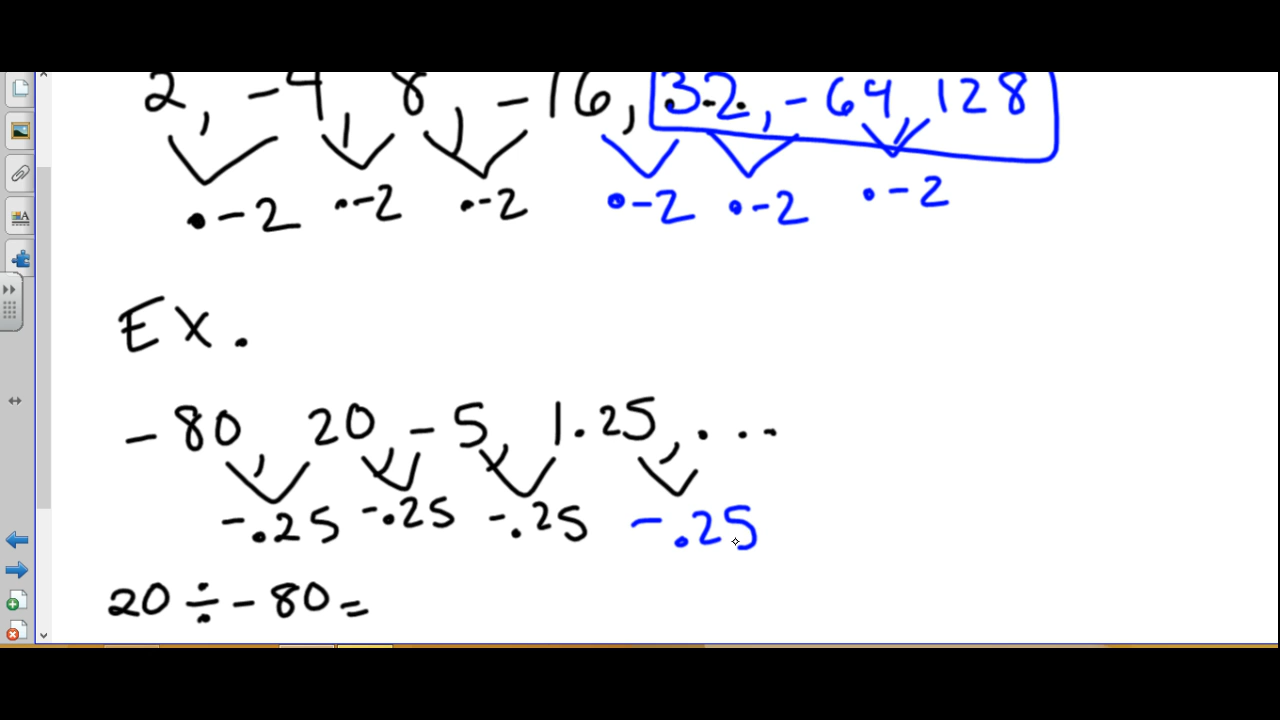 2, -4, 8, -16, 32, -64, 128
•-2 •-2 •-2 •-2 •-2 •-2
EX.
-80, 20, -5, 1.25, ...
-.25 -.25 -.25 -.25
20 ÷ -80 =